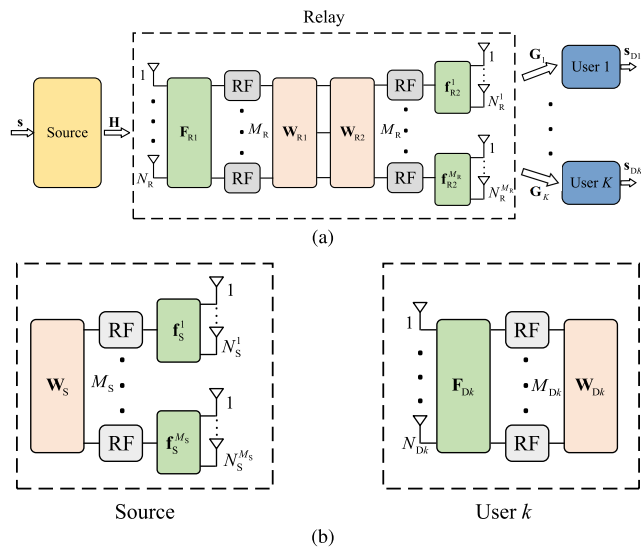 Relay
s Source H
1 N_R F_R1 RF M_R RF W_R1 W_R2 RF M_R RF
f_R2^1 1 N_R^1
f_R2^{M_R} 1 N_R^{M_R}
G_1 User 1 s_D1
G_K User K s_Dk
(a)
W_S RF M_S RF
f_S^1 1 N_S^1
f_S^{M_S} 1 N_S^{M_S}
1 N_Dk F_Dk RF M_Dk RF W_Dk
Source
User k
(b)